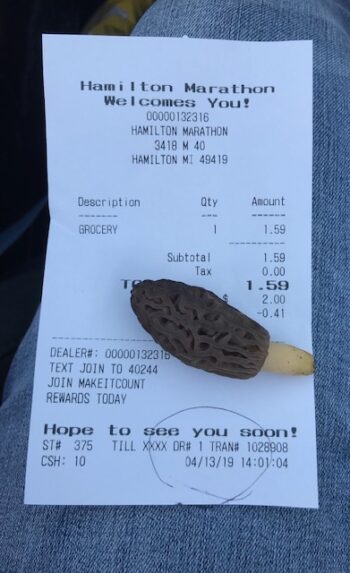 Hamilton Marathon
Welcomes You!
00000132316
HAMILTON MARATHON
3418 M 40
HAMILTON MI 49419
Description Qty Amount
GROCERY 1 1.59
Subtotal 1.59
Tax 0.00
1.59
$ 2.00
-0.41
DEALER#: 00000132316
TEXT JOIN TO 40244
JOIN MAKEITCOUNT
REWARDS TODAY
Hope to see you soon!
ST# 375 TILL XXXX DR# 1 TRAN# 1028908
CSH: 10 04/13/19 14:01:04